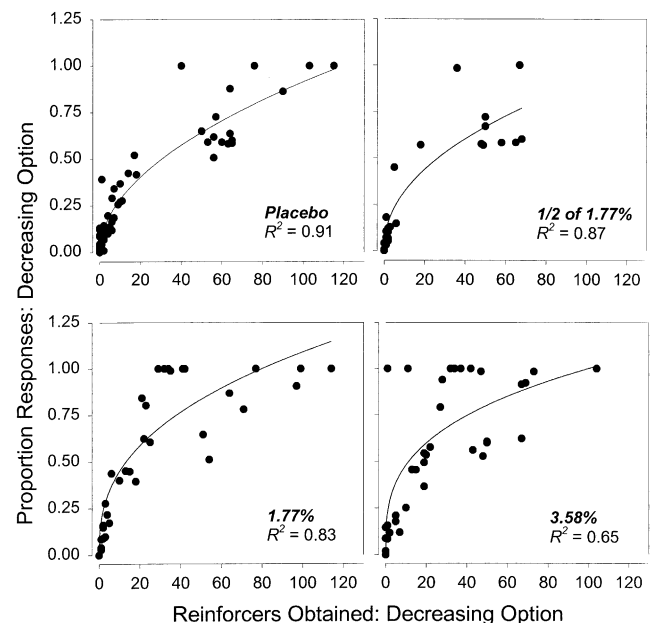 Proportion Responses: Decreasing Option
1.25
1.00
0.75
0.50
0.25
0.00
0 20 40 60 80 100 120
Placebo
R² = 0.91
0 20 40 60 80 100 120
1/2 of 1.77%
R² = 0.87
1.25
1.00
0.75
0.50
0.25
0.00
0 20 40 60 80 100 120
1.77%
R² = 0.83
0 20 40 60 80 100 120
3.58%
R² = 0.65
Reinforcers Obtained: Decreasing Option